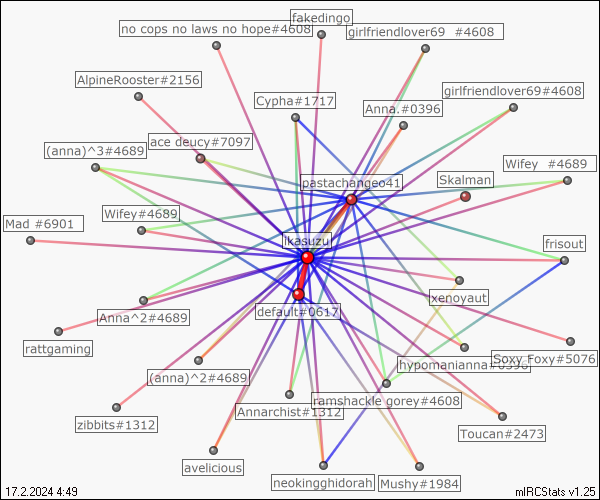 fakedingo
no cops no laws no hope#4608
girlfriendlover69 #4608
AlpineRooster#2156
girlfriendlover69#4608
Cypha#1717
Anna.#0396
ace deucy#7097
(anna)^3#4689
Wifey #4689
pastachangeo41
Skalman
Wifey#4689
Mad #6901
ikasuzu
frisout
xenoyaut
default#0617
Anna^2#4689
rattgaming
Soxy Foxy#5076
hypomanianna#0396
(anna)^2#4689
ramshackle gorey#4608
Annarchist#1312
zibbits#1312
Toucan#2473
avelicious
neokingghidorah
Mushy#1984
17.2.2024 4:49
mIRCStats v1.25